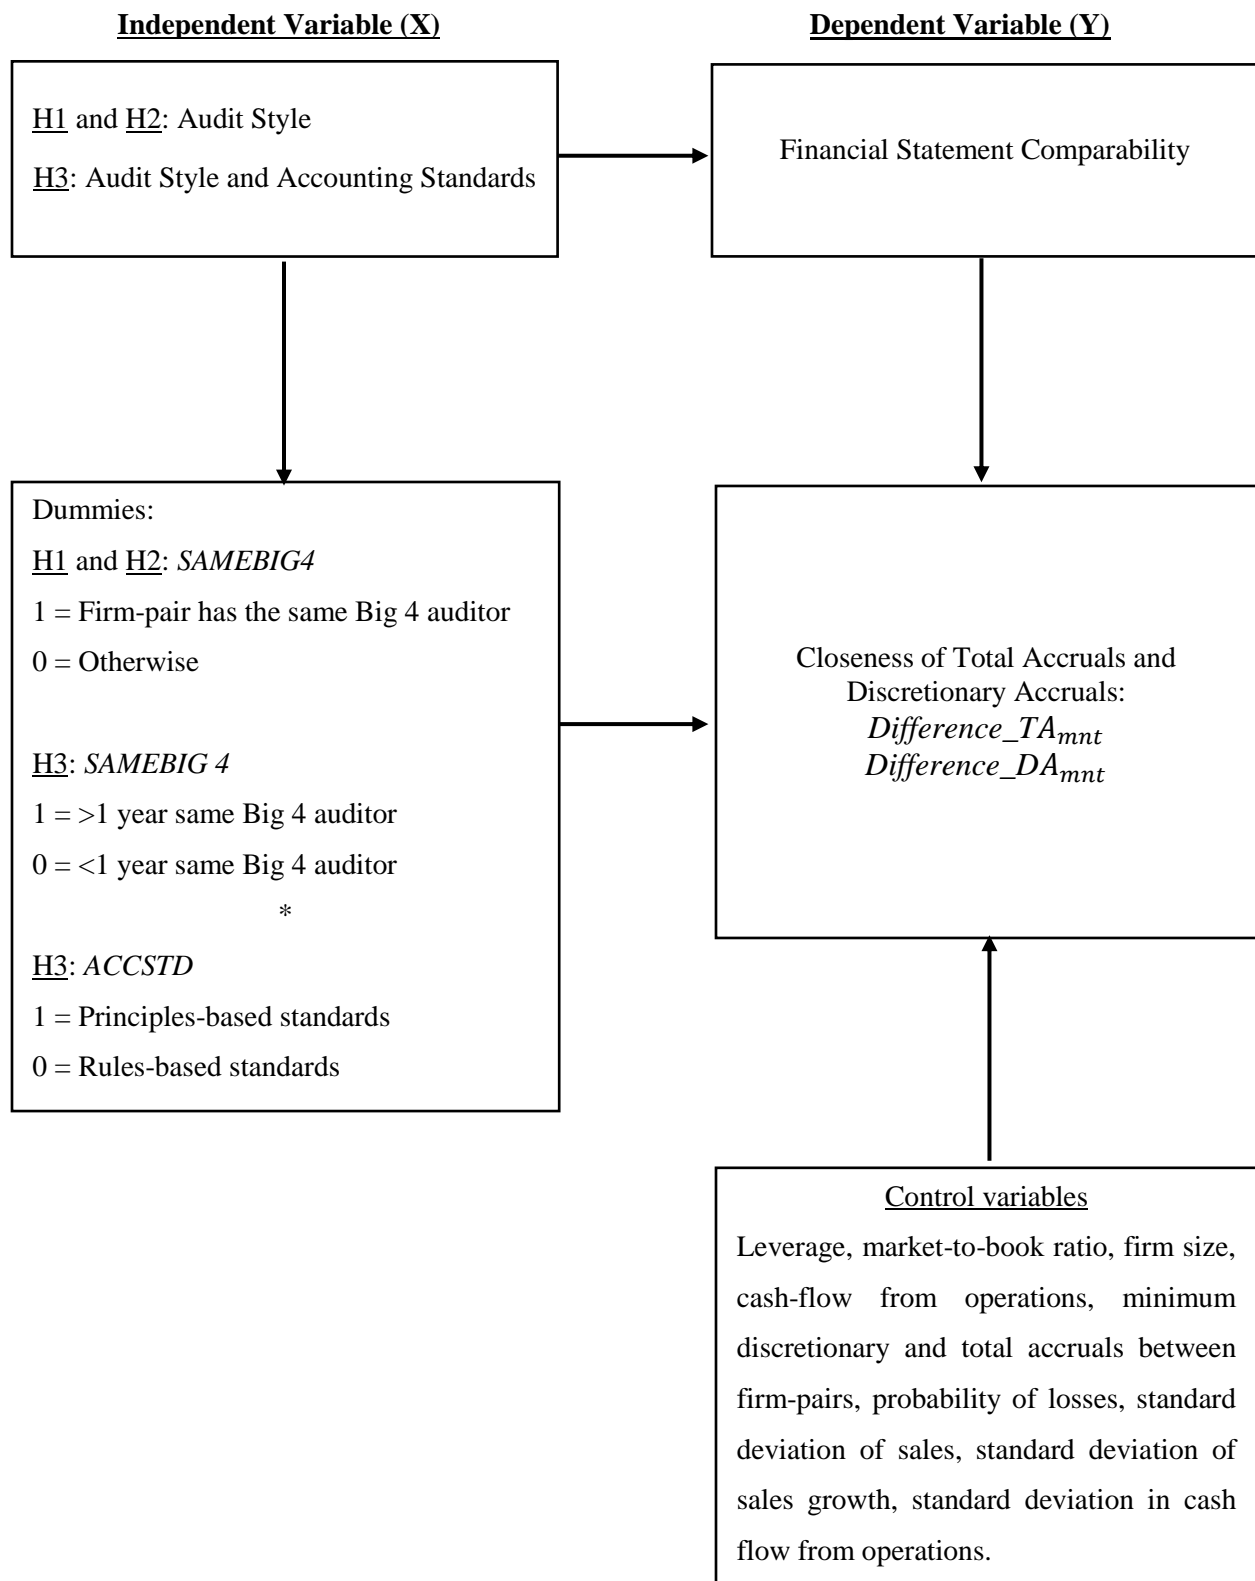 Independent Variable (X)
Dependent Variable (Y)
H1 and H2: Audit Style
H3: Audit Style and Accounting Standards
Financial Statement Comparability
Dummies:
H1 and H2: SAMEBIG4
1 = Firm-pair has the same Big 4 auditor
0 = Otherwise
H3: SAMEBIG 4
1 = >1 year same Big 4 auditor
0 = <1 year same Big 4 auditor
*
H3: ACCSTD
1 = Principles-based standards
0 = Rules-based standards
Closeness of Total Accruals and
Discretionary Accruals:
Difference_TAmnt
Difference_DAmnt
Control variables
Leverage, market-to-book ratio, firm size,
cash-flow from operations, minimum
discretionary and total accruals between
firm-pairs, probability of losses, standard
deviation of sales, standard deviation of
sales growth, standard deviation in cash
flow from operations.